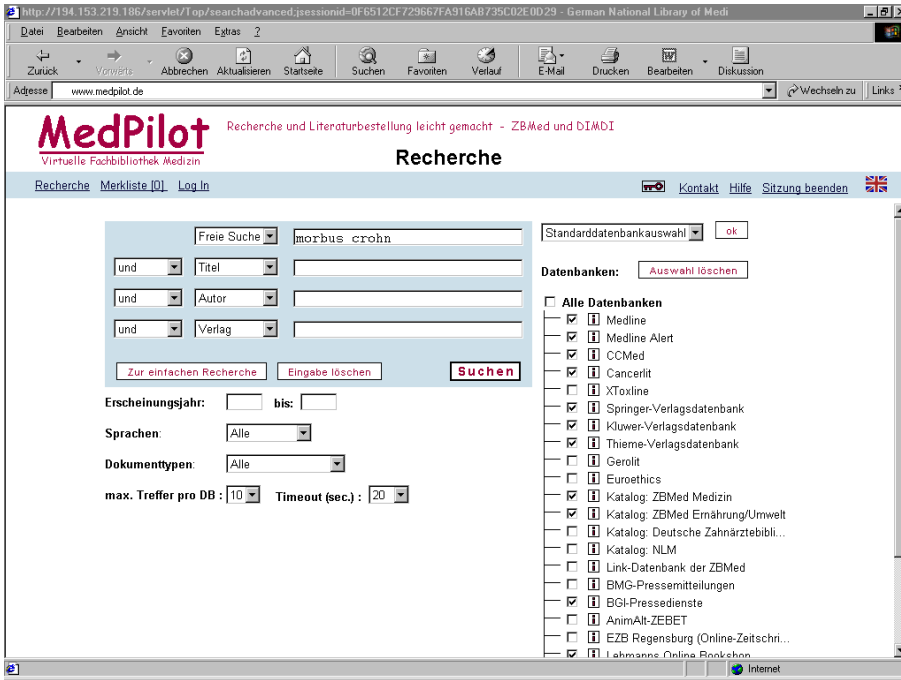 http://194.153.219.186/servlet/Top/searchadvanced;jsessionid=0F6512CF729667FA916AB735C02E0D29 - German National Library of Medi
Datei Bearbeiten Ansicht Favoriten Extras ?
Zurück Vorwärts Abbrechen Aktualisieren Startseite Suchen Favoriten Verlauf E-Mail Drucken Bearbeiten Diskussion
Adresse www.medpilot.de Wechseln zu Links
MedPilot Recherche und Literaturbestellung leicht gemacht - ZBMed und DIMDI
Virtuelle Fachbibliothek Medizin
Recherche
Recherche Merkliste [0] Log In Kontakt Hilfe Sitzung beenden
Freie Suche morbus crohn
und Titel
und Autor
und Verlag
Zur einfachen Recherche Eingabe löschen Suchen
Erscheinungsjahr: bis:
Sprachen: Alle
Dokumenttypen: Alle
max. Treffer pro DB : 10 Timeout (sec.) : 20
Standarddatenbankauswahl ok
Datenbanken: Auswahl löschen
Alle Datenbanken
Medline
Medline Alert
CCMed
Cancerlit
XToxline
Springer-Verlagsdatenbank
Kluwer-Verlagsdatenbank
Thieme-Verlagsdatenbank
Gerolit
Euroethics
Katalog: ZBMed Medizin
Katalog: ZBMed Ernährung/Umwelt
Katalog: Deutsche Zahnärztebibli...
Katalog: NLM
Link-Datenbank der ZBMed
BMG-Pressemitteilungen
BGI-Pressedienste
AnimAlt-ZEBET
EZB Regensburg (Online-Zeitschri...
Lehmanns Online Bookshop
Internet